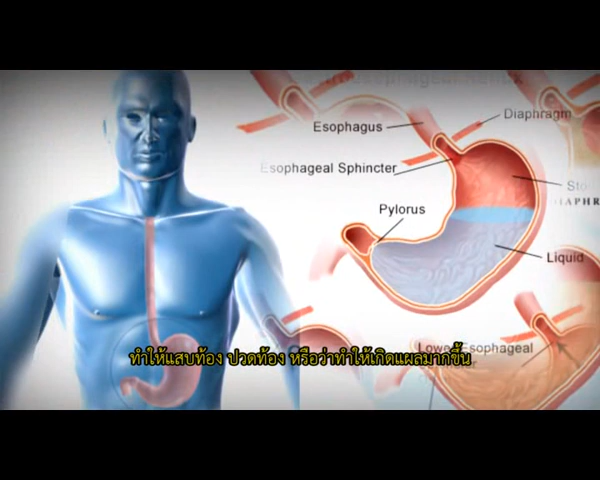 Diaphragm
Esophagus
Esophageal Sphincter
Pylorus
Liquid
Esophageal
ทำให้แสบท้อง ปวดท้อง หรือว่าทำให้เกิดแผลมากขึ้น